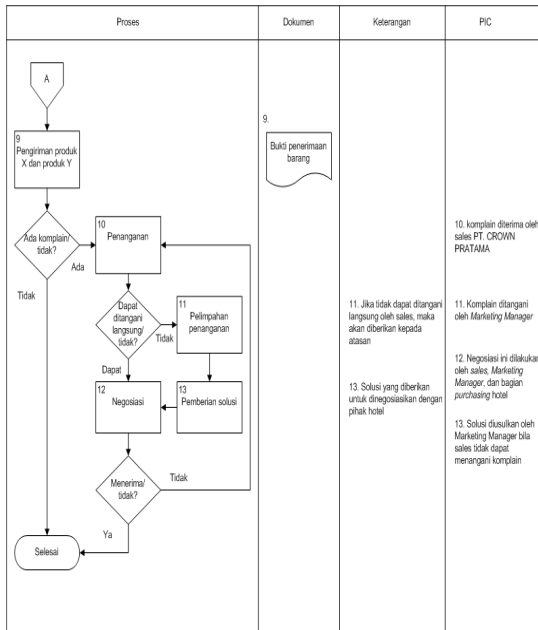 Proses
Dokumen
Keterangan
PIC
A
9
Pengiriman produk
X dan produk Y
Ada komplain/
tidak?
Ada
Tidak
10
Penanganan
Dapat
ditangani
langsung/
tidak?
Tidak
Dapat
11
Pelimpahan
penanganan
12
Negosiasi
13
Pemberian solusi
Menerima/
tidak?
Tidak
Ya
Selesai
9.
Bukti penerimaan
barang
11. Jika tidak dapat ditangani
langsung oleh sales, maka
akan diberikan kepada
atasan
13. Solusi yang diberikan
untuk dinegosiasikan dengan
pihak hotel
10. komplain diterima oleh
sales PT. CROWN
PRATAMA
11. Komplain ditangani
oleh Marketing Manager
12. Negosiasi ini dilakukan
oleh sales, Marketing
Manager, dan bagian
purchasing hotel
13. Solusi diusulkan oleh
Marketing Manager bila
sales tidak dapat
menangani komplain